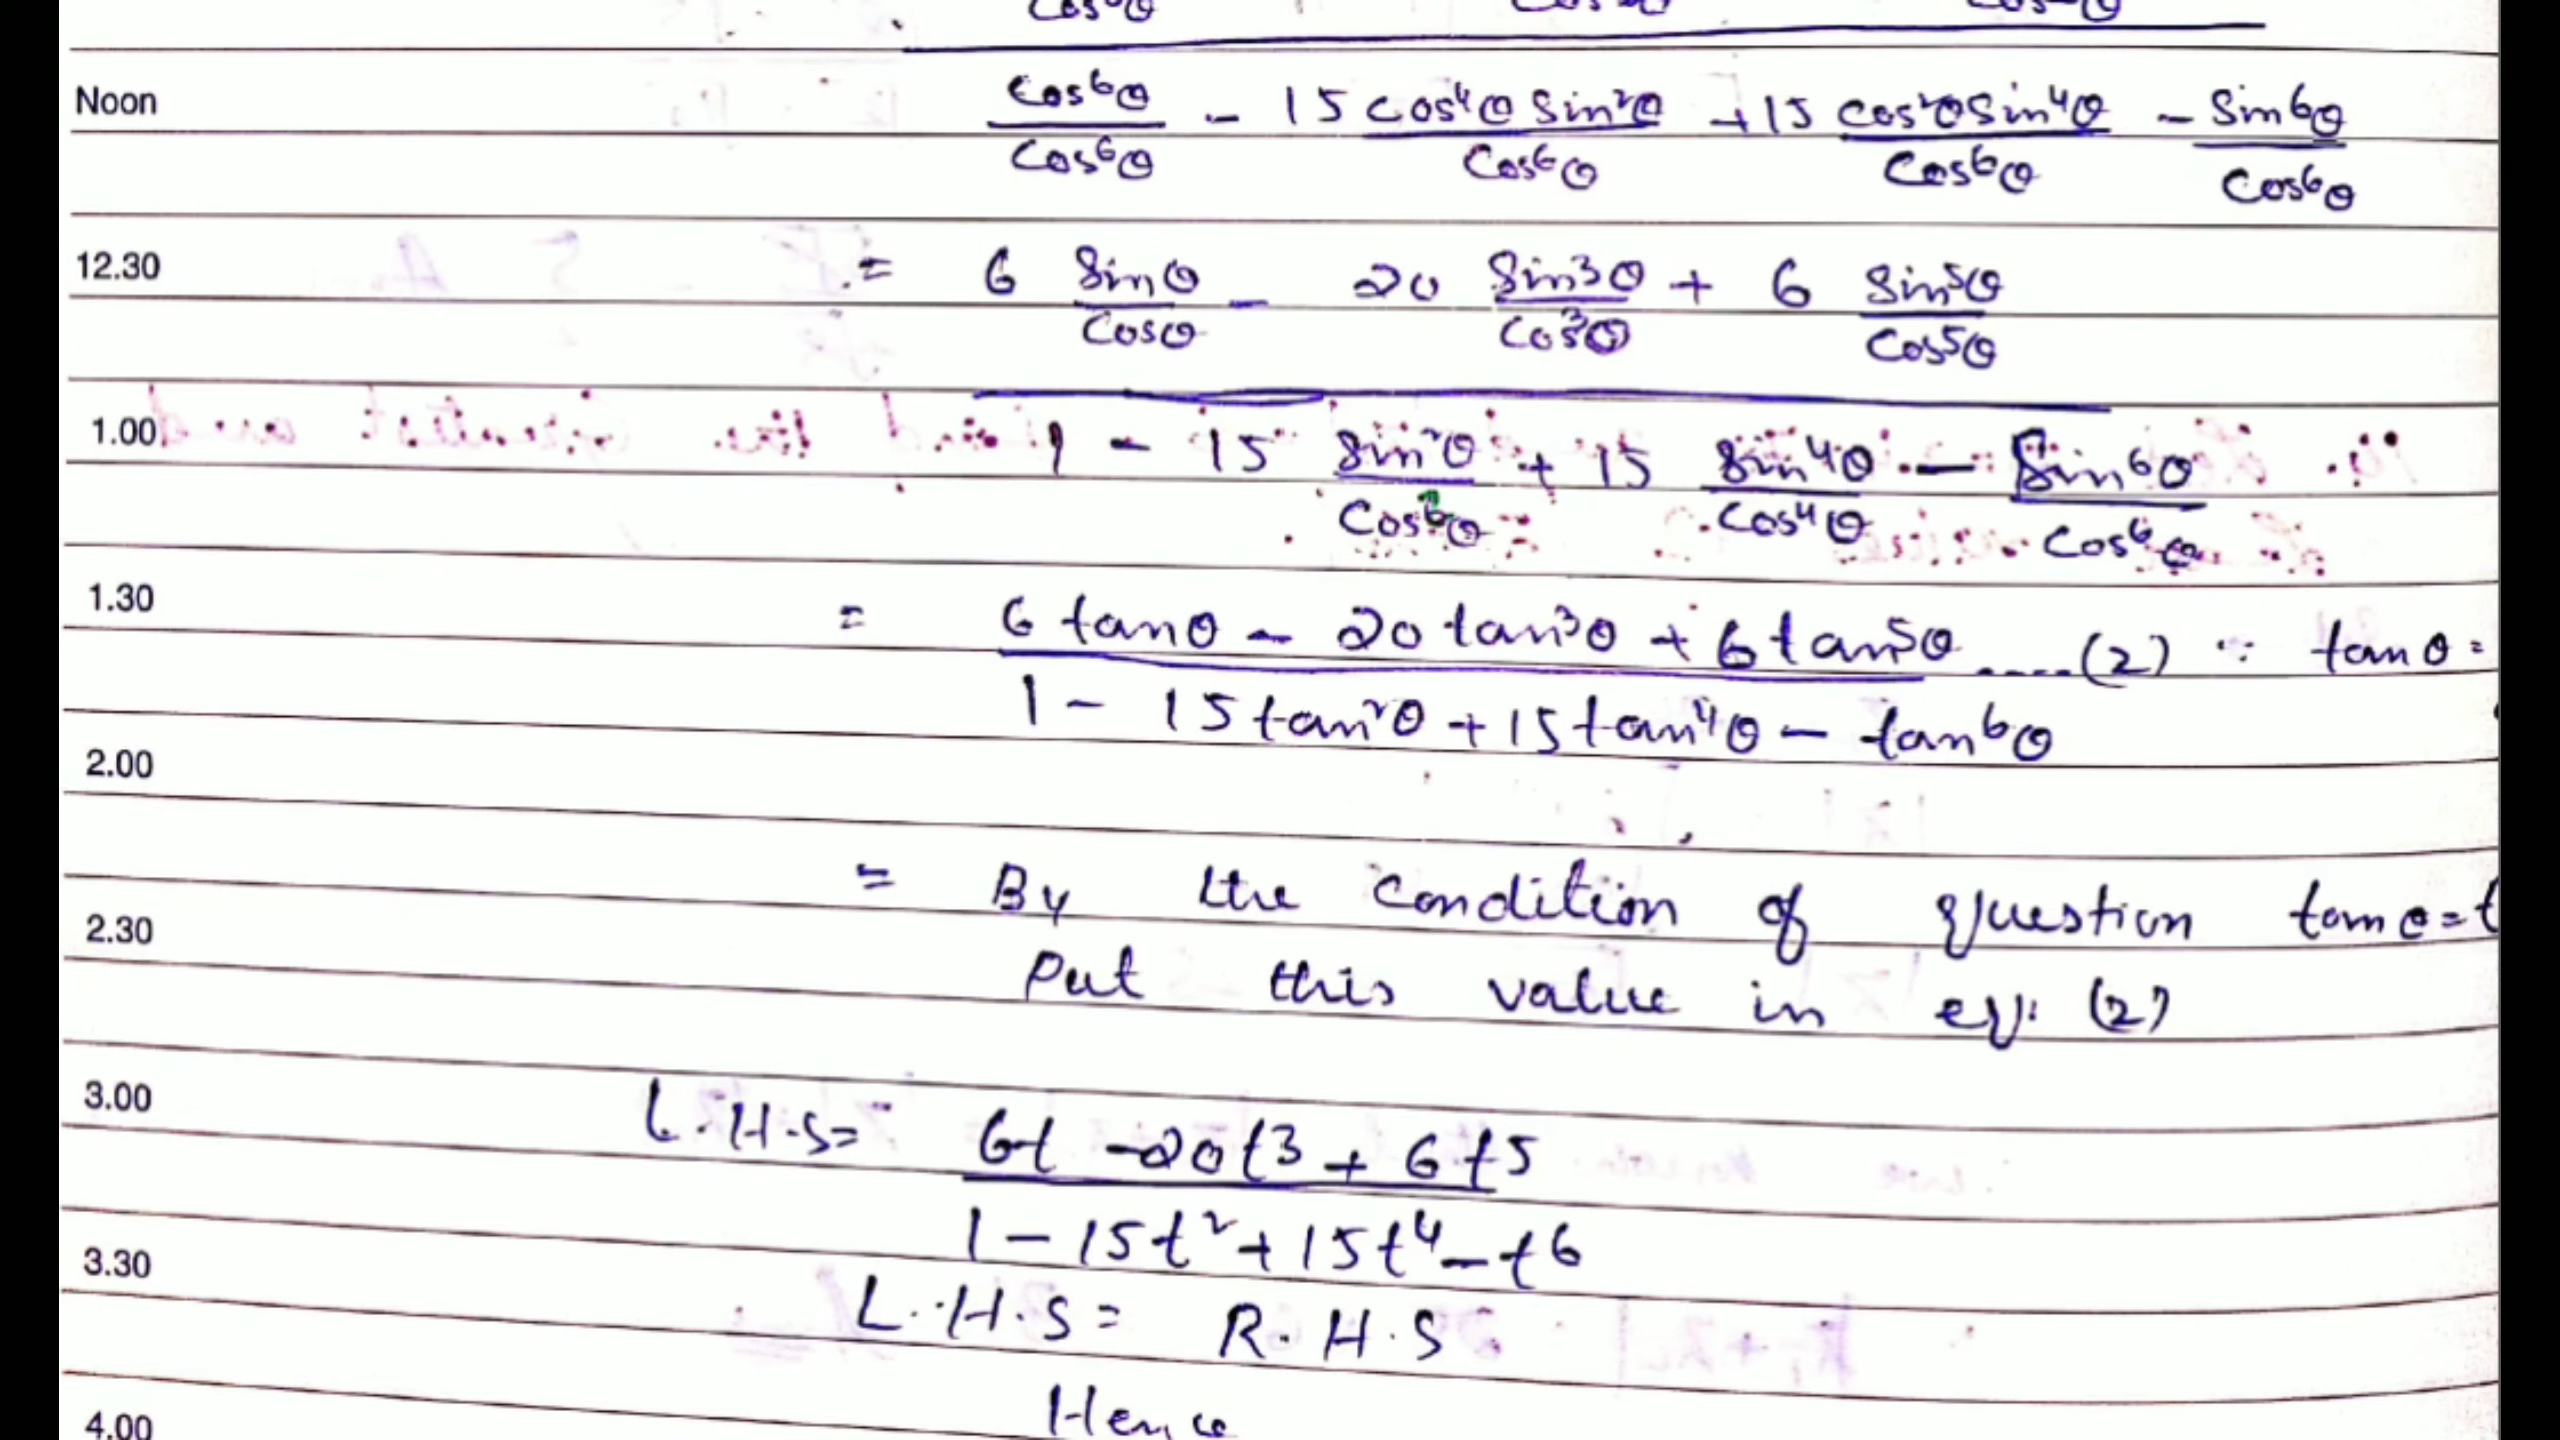 cos⁶θ cos⁶θ cos⁶θ
Noon
cos⁶θ/cos⁶θ - 15 cos⁴θ sin²θ/cos⁶θ + 15 cos²θ sin⁴θ/cos⁶θ - sin⁶θ/cos⁶θ
12.30
= 6 sinθ/cosθ - 20 sin³θ/cos³θ + 6 sin⁵θ/cos⁵θ
1.00
1 - 15 sin²θ/cos²θ + 15 sin⁴θ/cos⁴θ - sin⁶θ/cos⁶θ
1.30
= 6 tanθ - 20 tan³θ + 6 tan⁵θ ....(2) ∵ tanθ =
1 - 15 tan²θ + 15 tan⁴θ - tan⁶θ
2.00
= By the condition of question tanθ = t
2.30
Put this value in eq: (2)
3.00
L.H.S = 6t - 20t³ + 6t⁵
1 - 15t² + 15t⁴ - t⁶
3.30
L.H.S = R.H.S
4.00
Hence